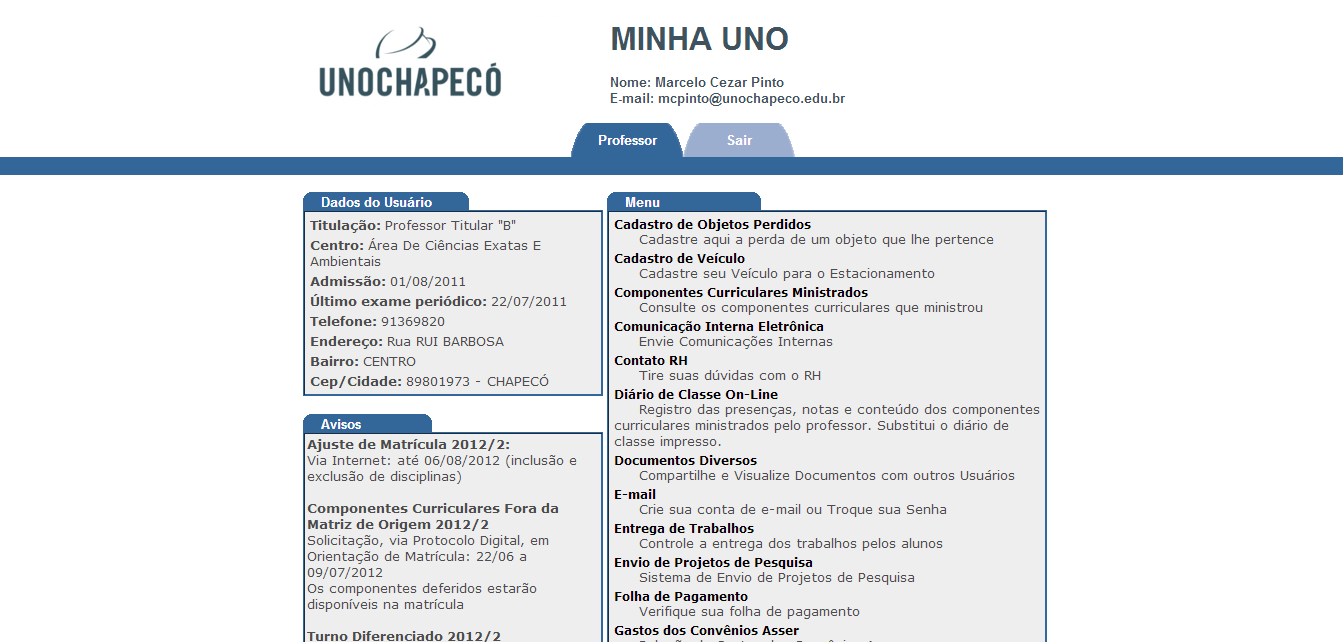 UNOCHAPECÓ
MINHA UNO
Nome: Marcelo Cezar Pinto
E-mail: mcpinto@unochapeco.edu.br
Professor
Sair
Dados do Usuário
Titulação: Professor Titular "B"
Centro: Área De Ciências Exatas E
Ambientais
Admissão: 01/08/2011
Último exame periódico: 22/07/2011
Telefone: 91369820
Endereço: Rua RUI BARBOSA
Bairro: CENTRO
Cep/Cidade: 89801973 - CHAPECÓ
Avisos
Ajuste de Matrícula 2012/2:
Via Internet: até 06/08/2012 (inclusão e
exclusão de disciplinas)
Componentes Curriculares Fora da
Matriz de Origem 2012/2
Solicitação, via Protocolo Digital, em
Orientação de Matrícula: 22/06 a
09/07/2012
Os componentes deferidos estarão
disponíveis na matrícula
Turno Diferenciado 2012/2
Menu
Cadastro de Objetos Perdidos
Cadastre aqui a perda de um objeto que lhe pertence
Cadastro de Veículo
Cadastre seu Veículo para o Estacionamento
Componentes Curriculares Ministrados
Consulte os componentes curriculares que ministrou
Comunicação Interna Eletrônica
Envie Comunicações Internas
Contato RH
Tire suas dúvidas com o RH
Diário de Classe On-Line
Registro das presenças, notas e conteúdo dos componentes
curriculares ministrados pelo professor. Substitui o diário de
classe impresso.
Documentos Diversos
Compartilhe e Visualize Documentos com outros Usuários
E-mail
Crie sua conta de e-mail ou Troque sua Senha
Entrega de Trabalhos
Controle a entrega dos trabalhos pelos alunos
Envio de Projetos de Pesquisa
Sistema de Envio de Projetos de Pesquisa
Folha de Pagamento
Verifique sua folha de pagamento
Gastos dos Convênios Asser